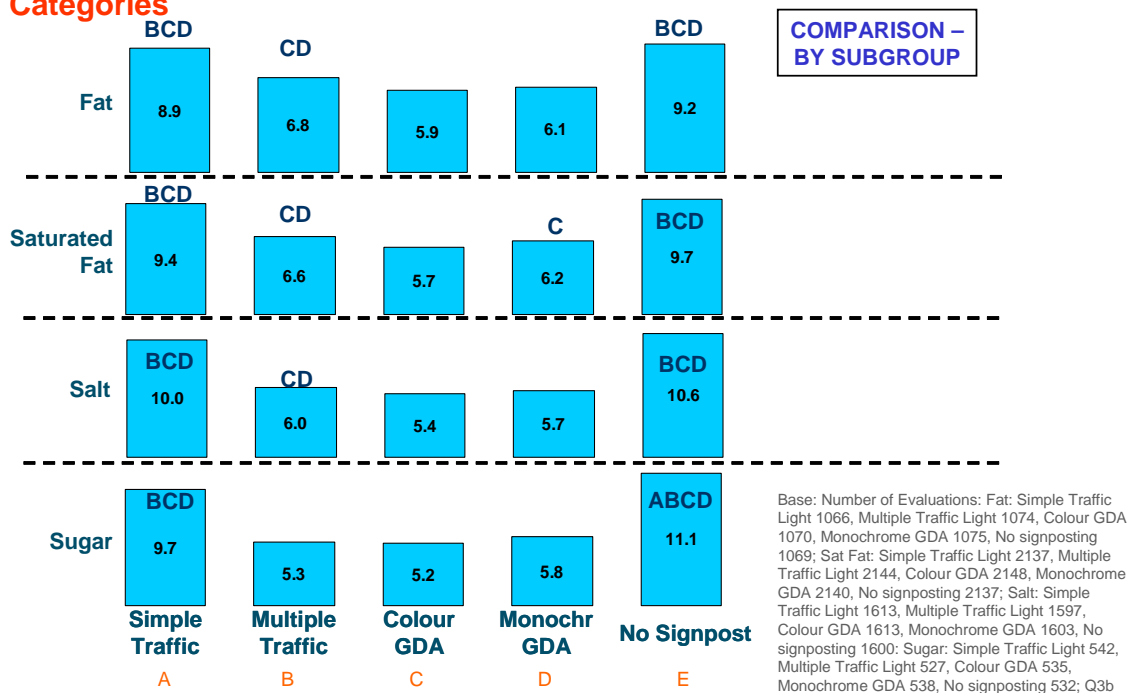 Categories
COMPARISON –
BY SUBGROUP
BCD
CD
BCD
Fat
8.9
6.8
5.9
6.1
9.2
BCD
CD
C
BCD
Saturated
Fat
9.4
6.6
5.7
6.2
9.7
BCD
CD
BCD
Salt
10.0
6.0
5.4
5.7
10.6
BCD
ABCD
Sugar
9.7
5.3
5.2
5.8
11.1
Simple
Traffic
Multiple
Traffic
Colour
GDA
Monochr
GDA
No Signpost
A
B
C
D
E
Base: Number of Evaluations: Fat: Simple Traffic
Light 1066, Multiple Traffic Light 1074, Colour GDA
1070, Monochrome GDA 1075, No signposting
1069; Sat Fat: Simple Traffic Light 2137, Multiple
Traffic Light 2144, Colour GDA 2148, Monochrome
GDA 2140, No signposting 2137; Salt: Simple
Traffic Light 1613, Multiple Traffic Light 1597,
Colour GDA 1613, Monochrome GDA 1603, No
signposting 1600: Sugar: Simple Traffic Light 542,
Multiple Traffic Light 527, Colour GDA 535,
Monochrome GDA 538, No signposting 532; Q3b